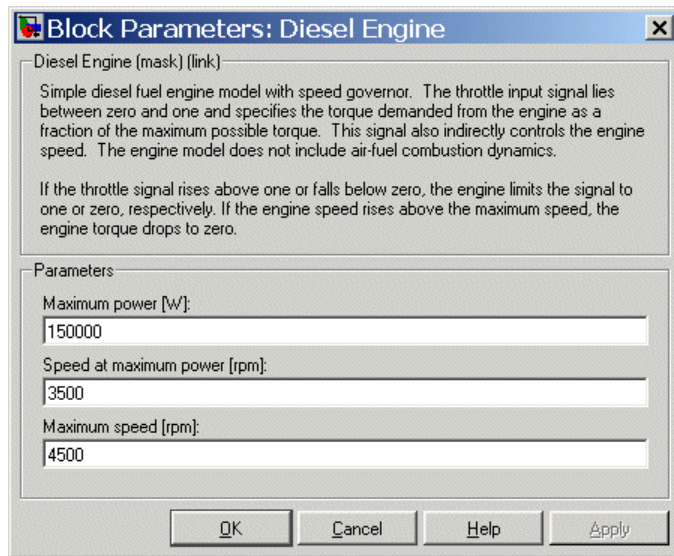 Block Parameters: Diesel Engine
Diesel Engine (mask) (link)
Simple diesel fuel engine model with speed governor.  The throttle input signal lies
between zero and one and specifies the torque demanded from the engine as a
fraction of the maximum possible torque.  This signal also indirectly controls the engine
speed.  The engine model does not include air-fuel combustion dynamics.
If the throttle signal rises above one or falls below zero, the engine limits the signal to
one or zero, respectively. If the engine speed rises above the maximum speed, the
engine torque drops to zero.
Parameters
Maximum power [W]:
150000
Speed at maximum power [rpm]:
3500
Maximum speed [rpm]:
4500
OK Cancel Help Apply